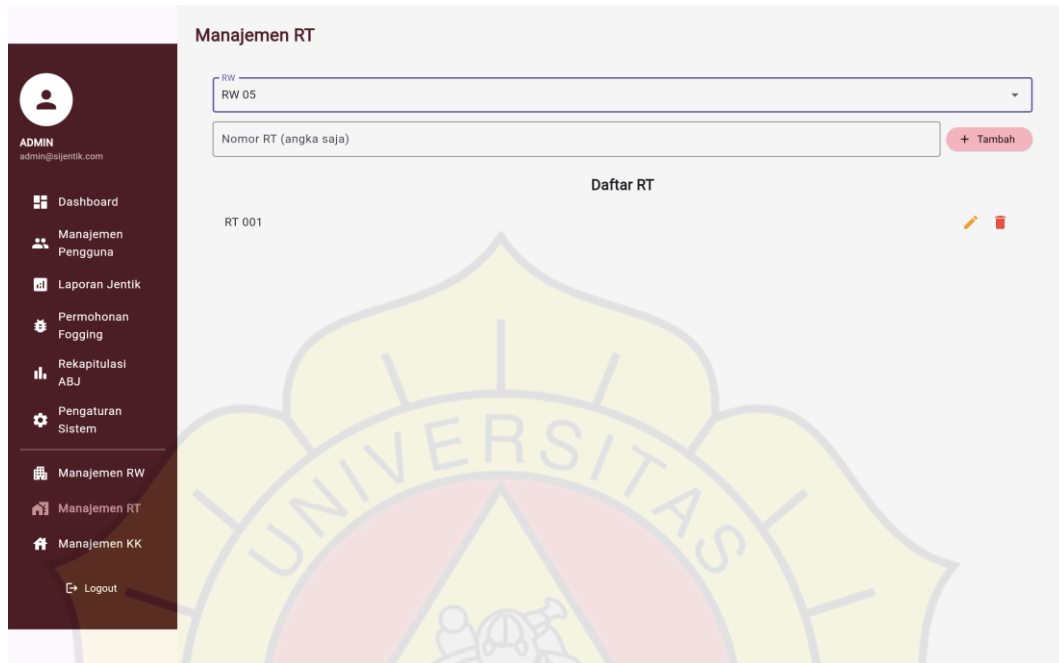 Manajemen RT
ADMIN
admin@sijentik.com
Dashboard
Manajemen
Pengguna
Laporan Jentik
Permohonan
Fogging
Rekapitulasi
ABJ
Pengaturan
Sistem
Manajemen RW
Manajemen RT
Manajemen KK
Logout
RW
RW 05
Nomor RT (angka saja)
+ Tambah
Daftar RT
RT 001
UNIVERSITAS